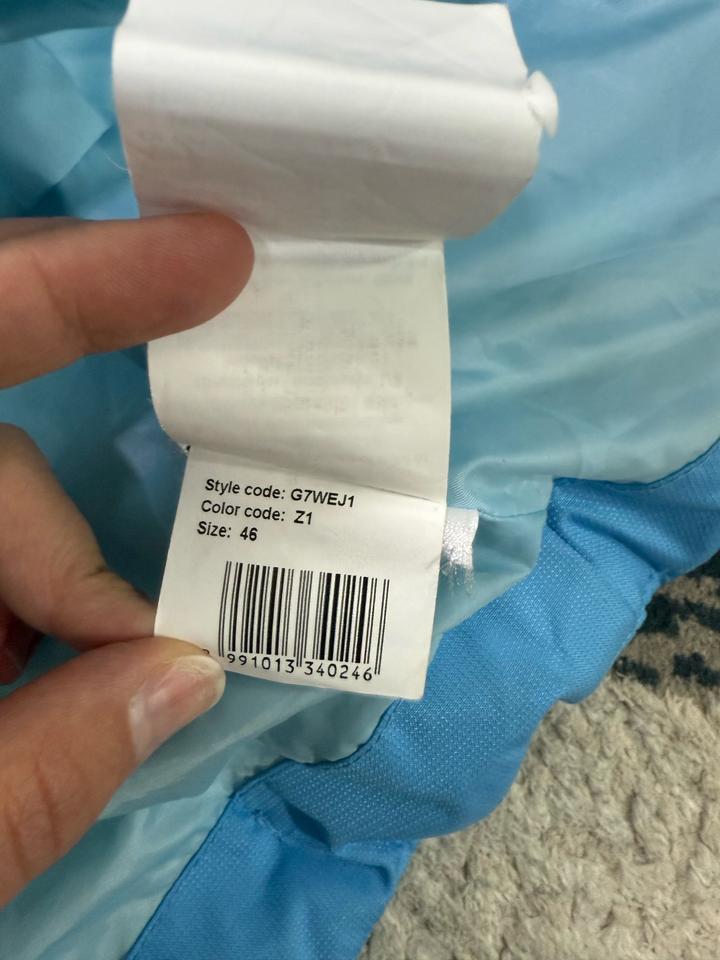 Style code: G7WEJ1
Color code: Z1
Size: 46
991013 340246